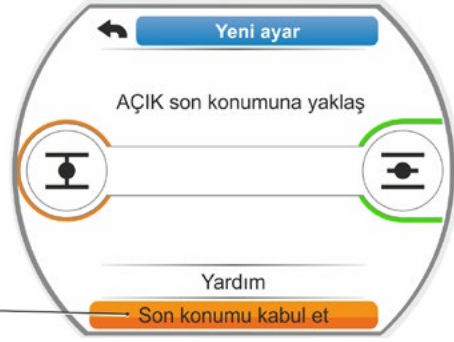 Yeni ayar
AÇIK son konumuna yaklaş
Yardım
Son konumu kabul et